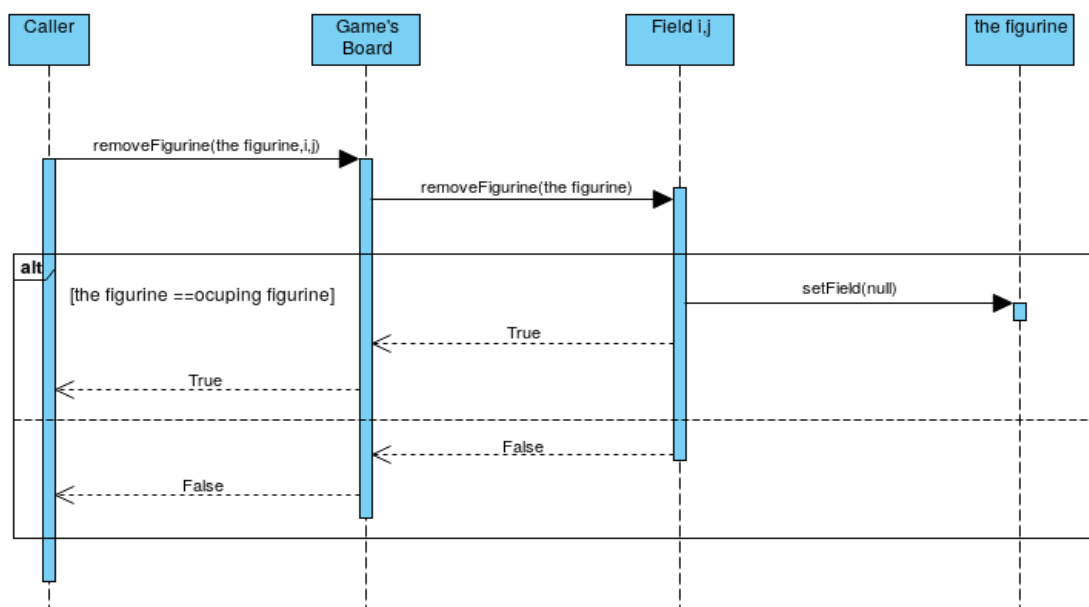 Caller
Game's
Board
Field i,j
the figurine
removeFigurine(the figurine,i,j)
removeFigurine(the figurine)
alt
[the figurine ==ocuping figurine]
setField(null)
True
True
False
False